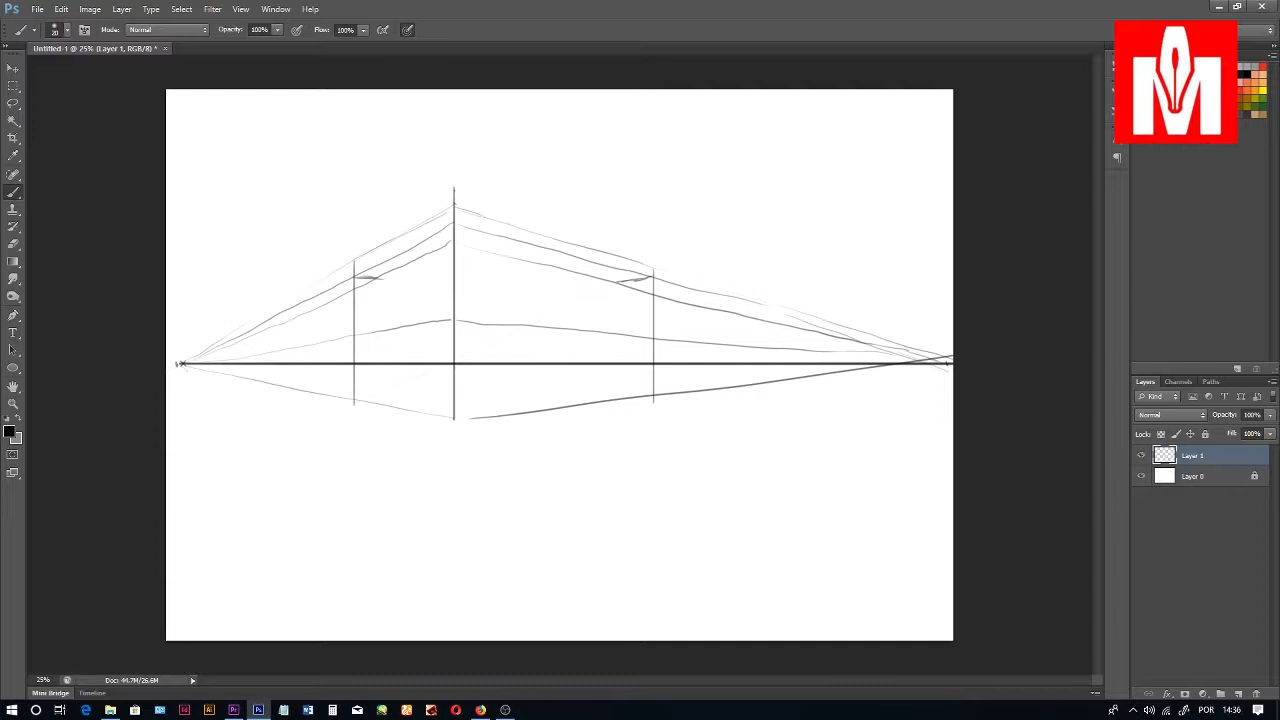 Ps File Edit Image Layer Type Select Filter 3D View Window Help
20 Mode: Normal Opacity: 100% Flow: 100%
Untitled-1 @ 25% (Layer 1, RGB/8) * ×
M
Layers Channels Paths
Kind
Normal Opacity: 100%
Lock: Fill: 100%
Layer 1
Layer 0
25% Doc: 44.7M/26.6M
Mini Bridge Timeline
POR 14:36